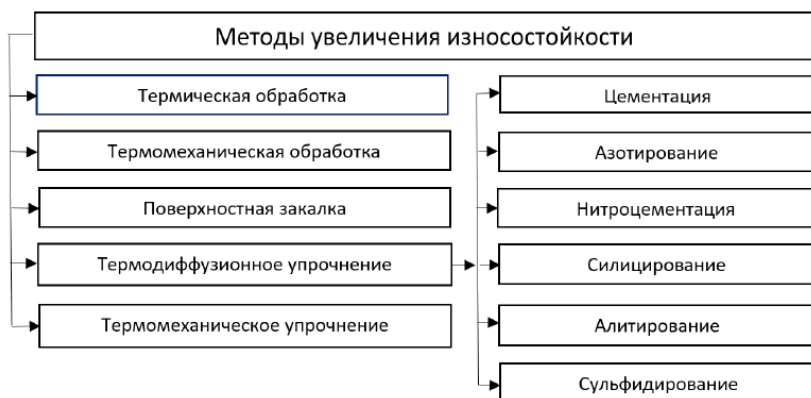 Методы увеличения износостойкости
Термическая обработка
Термомеханическая обработка
Поверхностная закалка
Термодиффузионное упрочнение
Термомеханическое упрочнение
Цементация
Азотирование
Нитроцементация
Силицирование
Алитирование
Сульфидирование